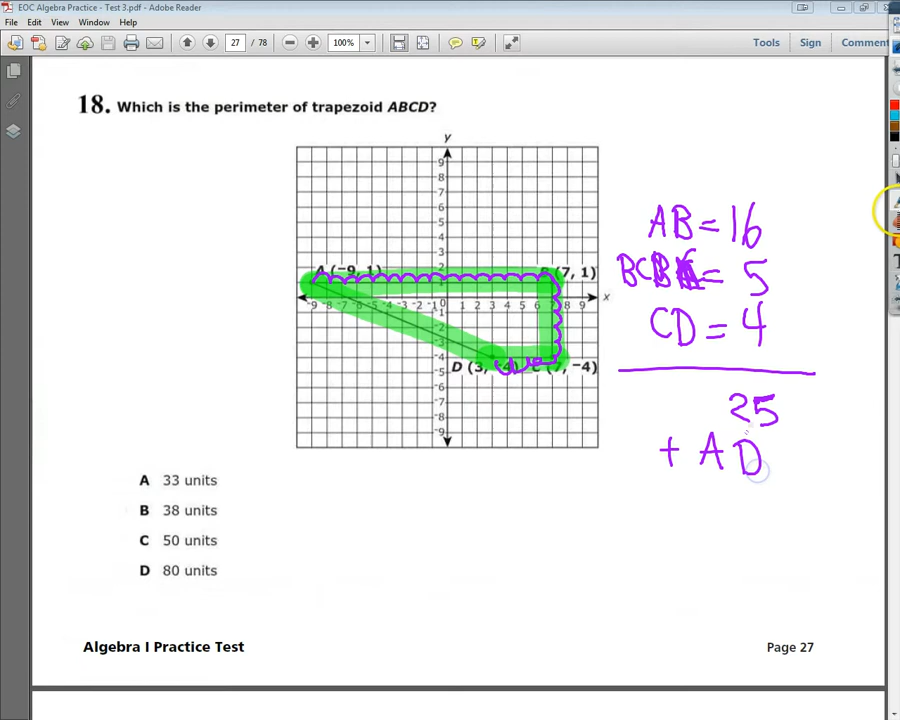 EOC Algebra Practice - Test 3.pdf - Adobe Reader
File Edit View Window Help
27 / 78 100% Tools Sign Comment
18. Which is the perimeter of trapezoid ABCD?
y
9
8
7
6
5
4
3
2
A (−9, 1) B (7, 1)
-9 -8 -7 -6 -5 -4 -3 -2 -1 0 1 2 3 4 5 6 7 8 9 x
-1
-2
-3
-4
D (3, −4) C (7, −4)
-5
-6
-7
-8
-9
AB = 16
BC = 5
CD = 4
25
+ AD
A 33 units
B 38 units
C 50 units
D 80 units
Algebra I Practice Test Page 27